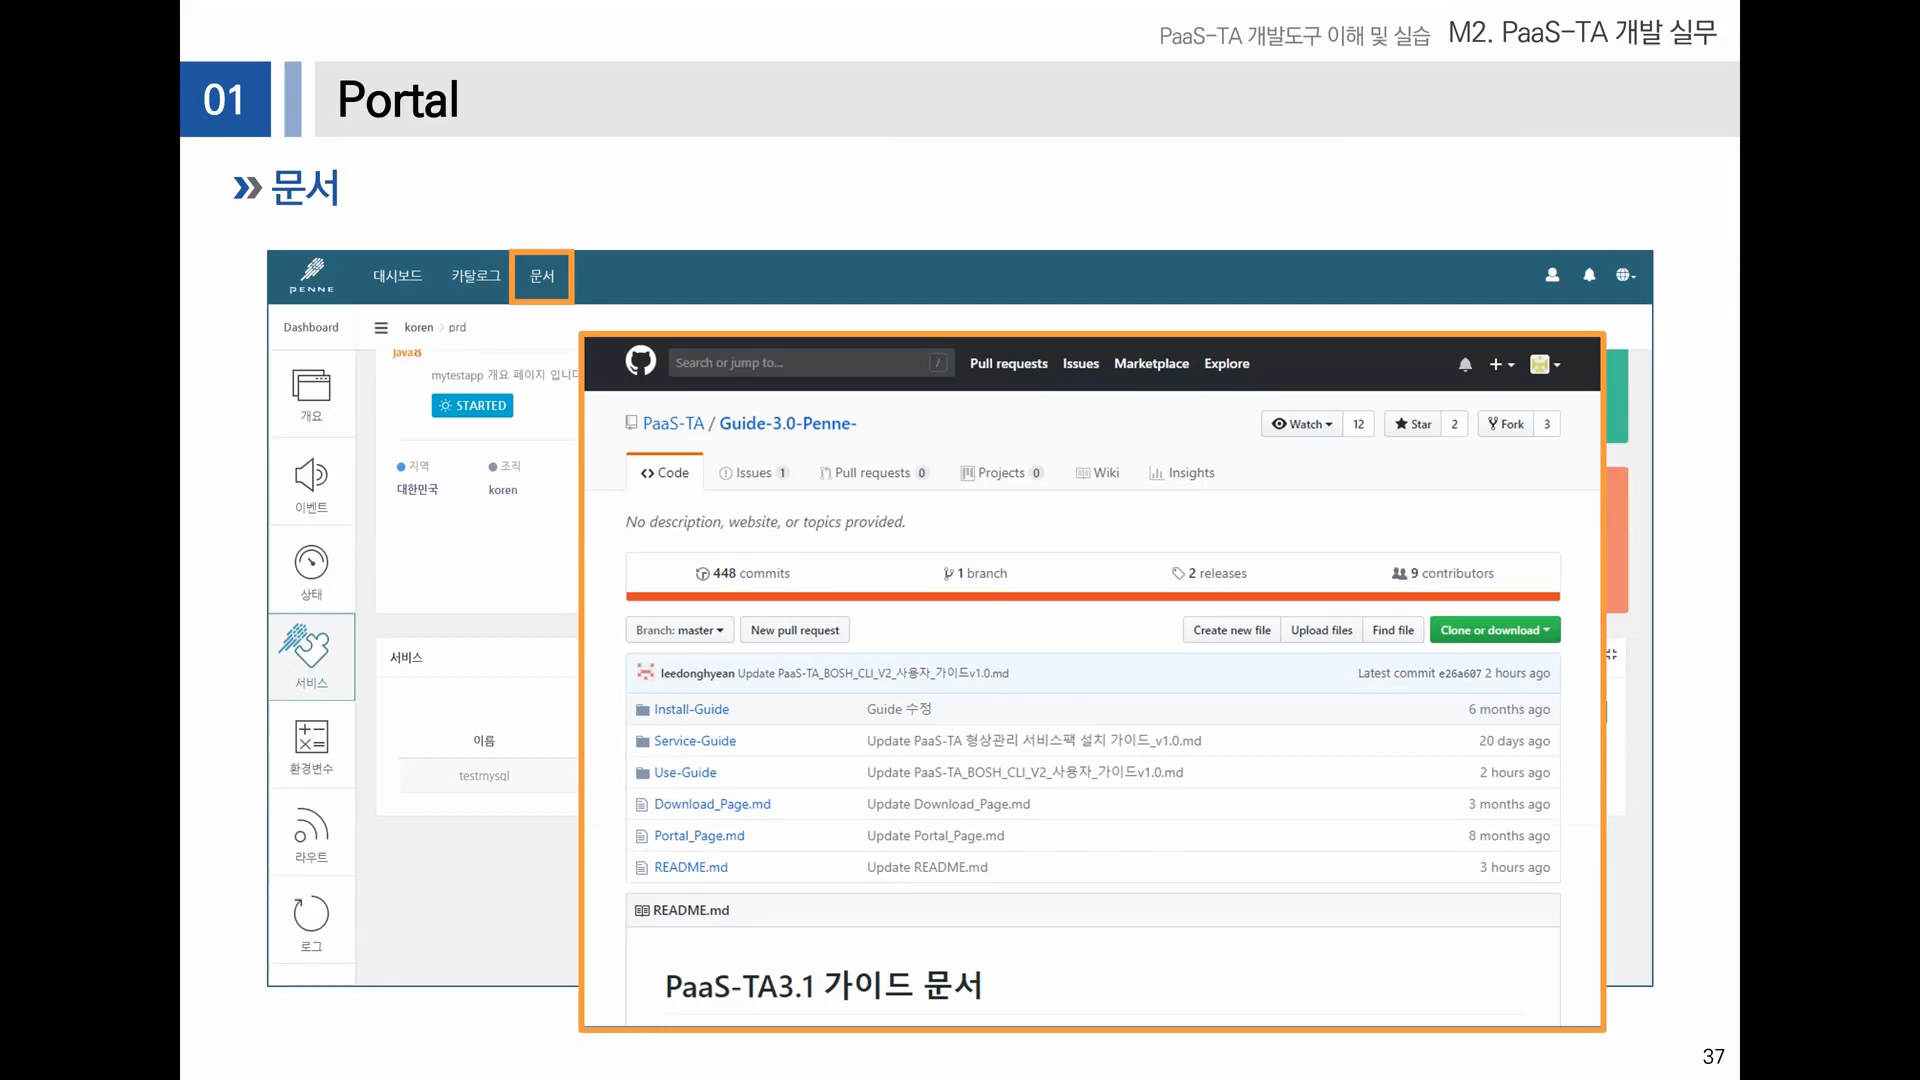 PaaS-TA 개발도구 이해 및 실습 M2. PaaS-TA 개발 실무
01 Portal
문서
PENNE 대시보드 카탈로그 문서
Dashboard koren > prd
Java8
mytestapp 개요 페이지 입니다
STARTED
지역 조직
대한민국 koren
서비스
이름
testmysql
개요
이벤트
상태
서비스
환경변수
라우트
로그
Search or jump to... / Pull requests Issues Marketplace Explore
PaaS-TA / Guide-3.0-Penne- Watch 12 Star 2 Fork 3
Code Issues 1 Pull requests 0 Projects 0 Wiki Insights
No description, website, or topics provided.
448 commits 1 branch 2 releases 9 contributors
Branch: master New pull request Create new file Upload files Find file Clone or download
leedonghyean Update PaaS-TA_BOSH_CLI_V2_사용자_가이드v1.0.md Latest commit e26a607 2 hours ago
Install-Guide Guide 수정 6 months ago
Service-Guide Update PaaS-TA 형상관리 서비스팩 설치 가이드_v1.0.md 20 days ago
Use-Guide Update PaaS-TA_BOSH_CLI_V2_사용자_가이드v1.0.md 2 hours ago
Download_Page.md Update Download_Page.md 3 months ago
Portal_Page.md Update Portal_Page.md 8 months ago
README.md Update README.md 3 hours ago
README.md
PaaS-TA3.1 가이드 문서
37